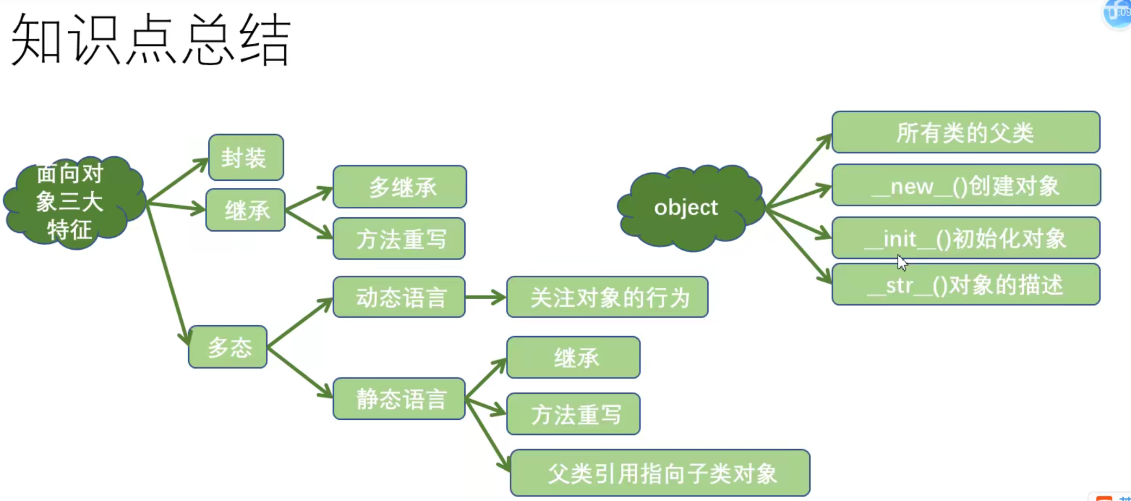 知识点总结
面向对
象三大
特征
封装
继承
多继承
方法重写
多态
动态语言
关注对象的行为
静态语言
继承
方法重写
父类引用指向子类对象
object
所有类的父类
__new__()创建对象
__init__()初始化对象
__str__()对象的描述